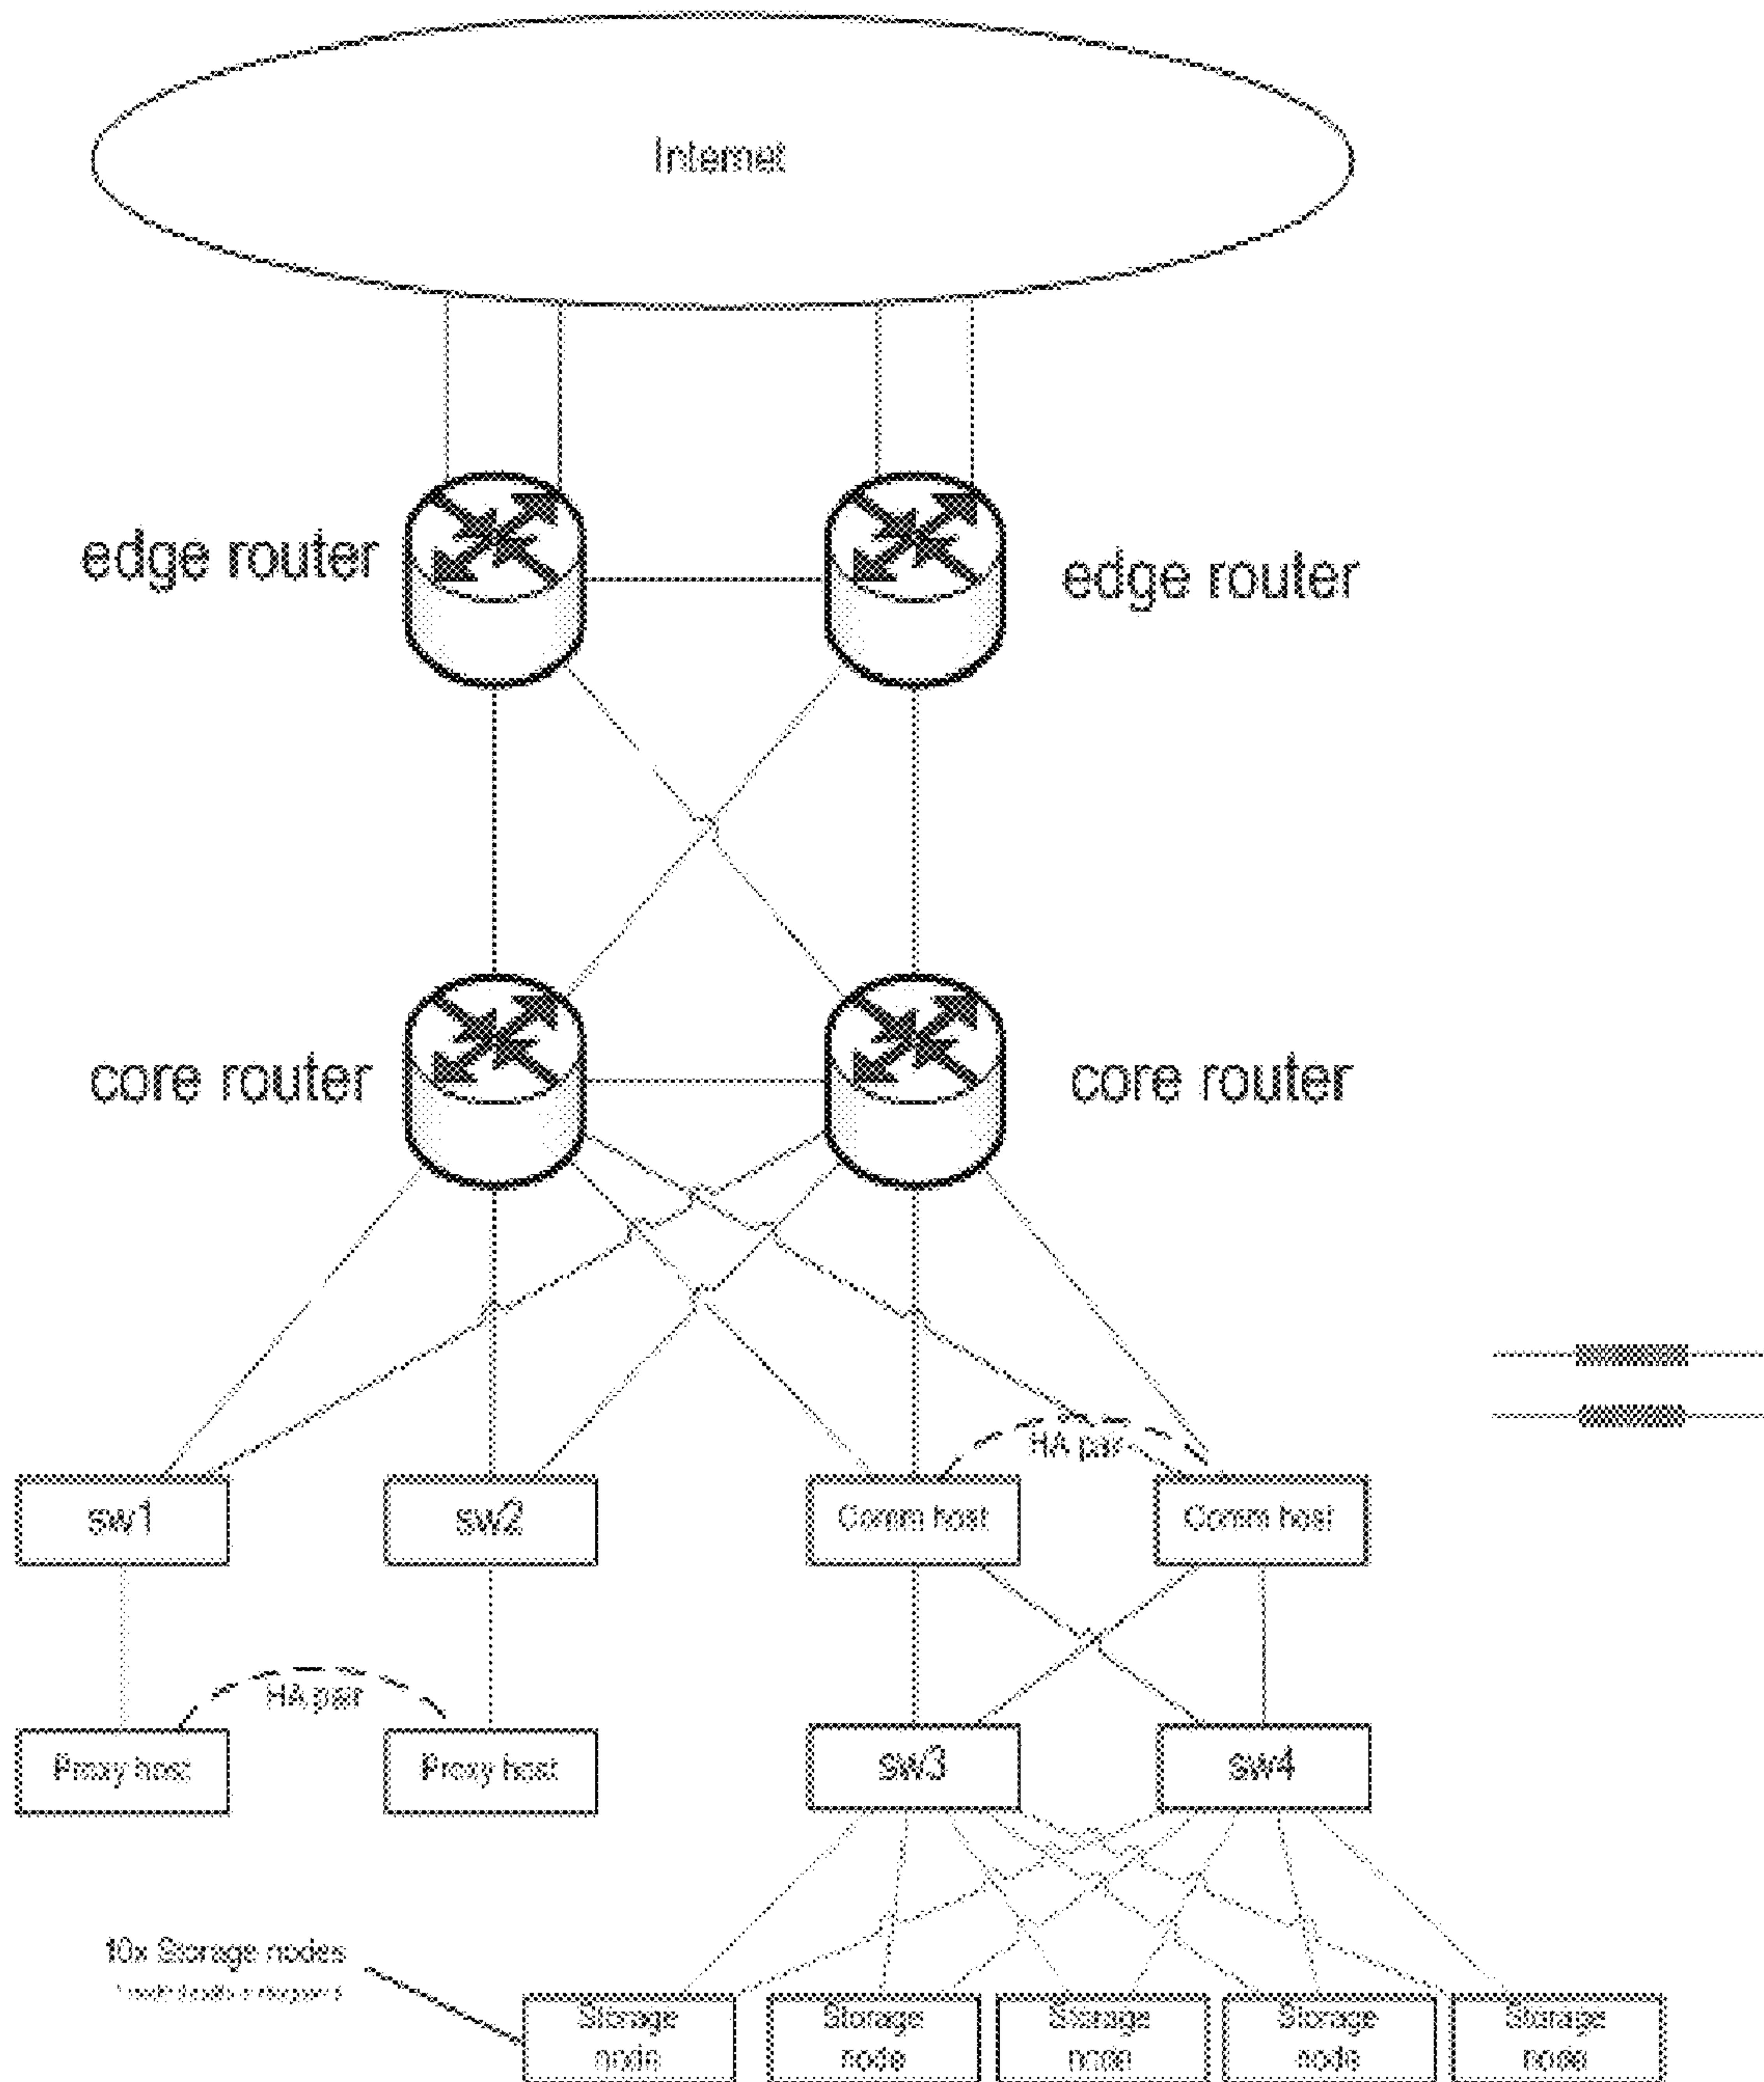 Internet
edge router
edge router
core router
core router
HA pair
sw1
sw2
Comm host
Comm host
HA pair
Proxy host
Proxy host
sw3
sw4
10x Storage nodes
Storage
node
Storage
node
Storage
node
Storage
node
Storage
node